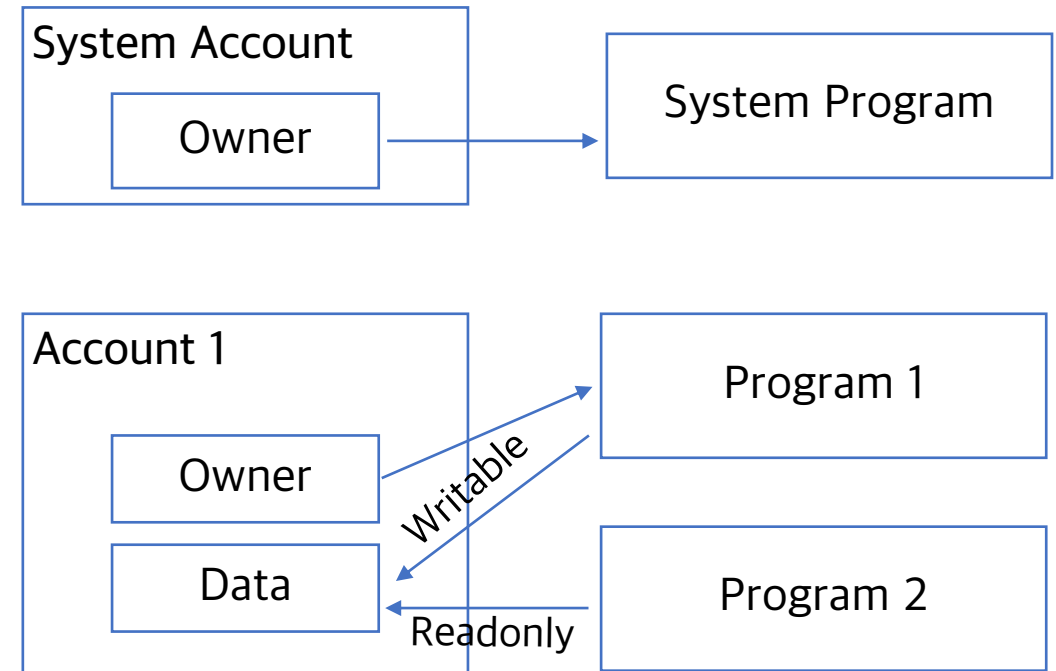 System Account
Owner
System Program
Account 1
Owner
Data
Writable
Readonly
Program 1
Program 2